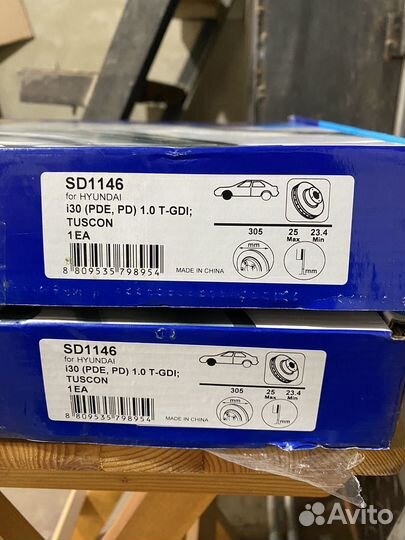 SD1146
for HYUNDAI
i30 (PDE, PD) 1.0 T-GDI;
TUSCON
1EA
8 809535 798954
MADE IN CHINA
305
25
Max
23.4
Min
mm
mm
SD1146
for HYUNDAI
i30 (PDE, PD) 1.0 T-GDI;
TUSCON
1EA
8 809535 798954
MADE IN CHINA
305
25
Max
23.4
Min
mm
mm
Avito